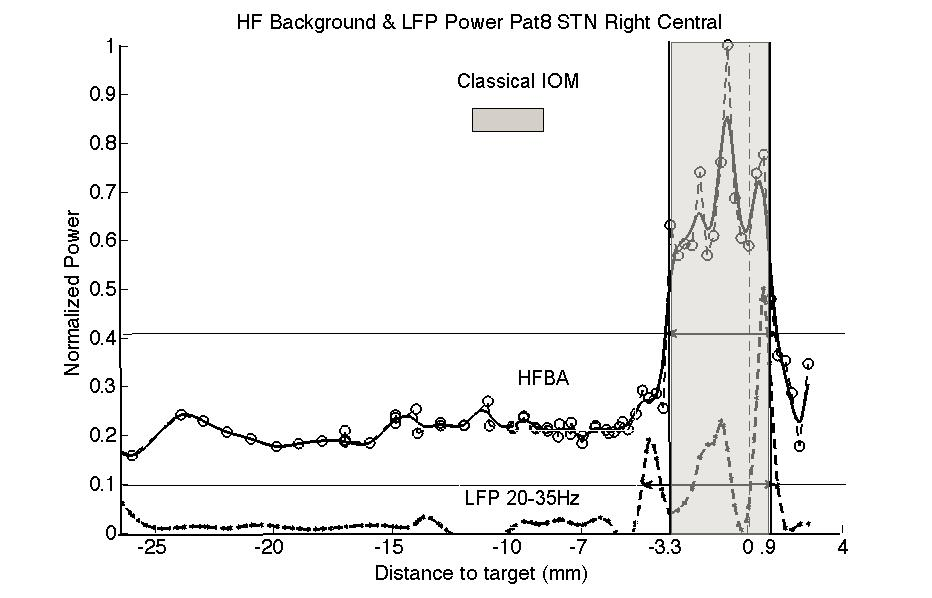 HF Background & LFP Power Pat8 STN Right Central
Classical IOM
Normalized Power
1
0.9
0.8
0.7
0.6
0.5
0.4
0.3
0.2
0.1
0
HFBA
LFP 20-35Hz
-25 -20 -15 -10 -7 -3.3 0 .9 4
Distance to target (mm)